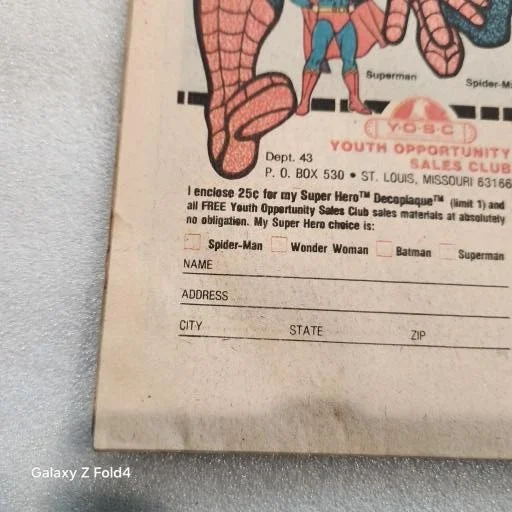 Superman
Spider-M
Y·O·S·C
YOUTH OPPORTUNITY
SALES CLUB
Dept. 43
P. O. BOX 530 • ST. LOUIS, MISSOURI 63166
I enclose 25¢ for my Super Hero™ Decoplaque™ (limit 1) and
all FREE Youth Opportunity Sales Club sales materials at absolutely
no obligation. My Super Hero choice is:
Spider-Man Wonder Woman Batman Superman
NAME
ADDRESS
CITY STATE ZIP
Galaxy Z Fold4